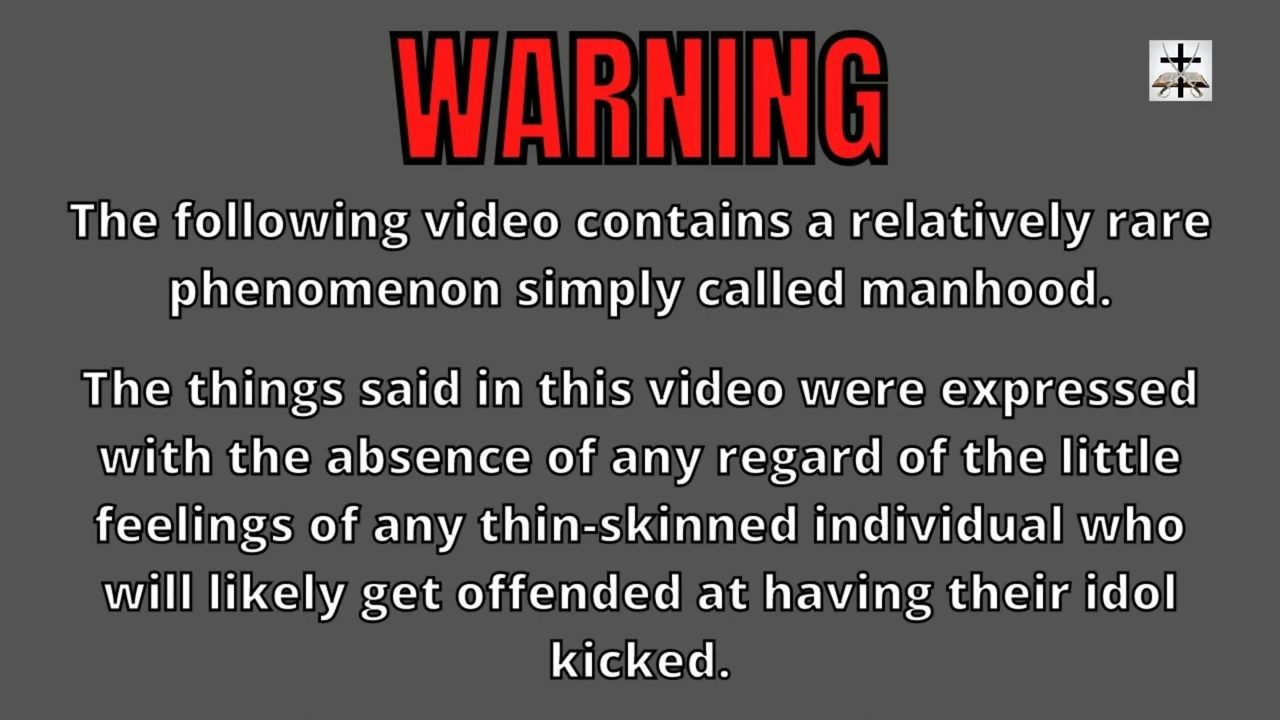 WARNING
The following video contains a relatively rare
phenomenon simply called manhood.
The things said in this video were expressed
with the absence of any regard of the little
feelings of any thin-skinned individual who
will likely get offended at having their idol
kicked.